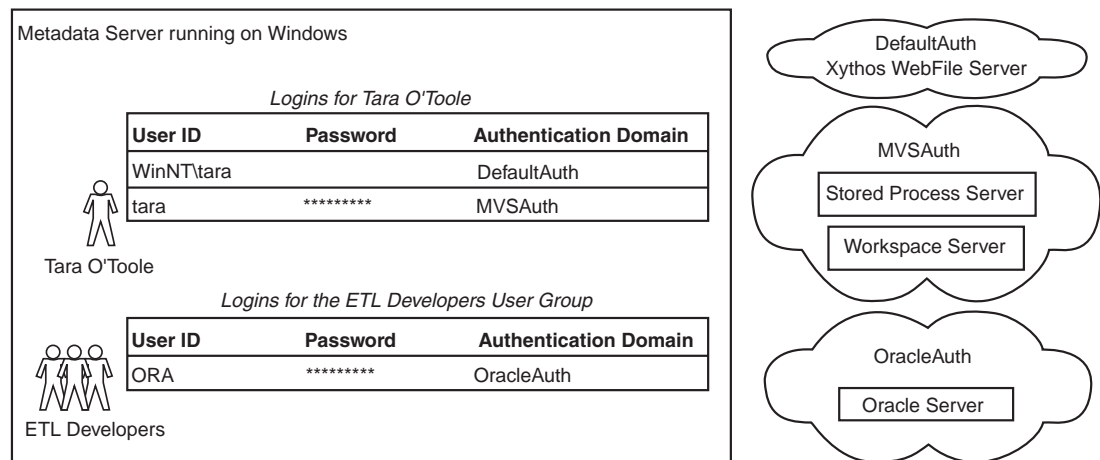 Metadata Server running on Windows
Logins for Tara O'Toole
User ID Password Authentication Domain
WinNT\tara DefaultAuth
tara ********* MVSAuth
Tara O'Toole
Logins for the ETL Developers User Group
User ID Password Authentication Domain
ORA ********* OracleAuth
ETL Developers
DefaultAuth
Xythos WebFile Server
MVSAuth
Stored Process Server
Workspace Server
OracleAuth
Oracle Server